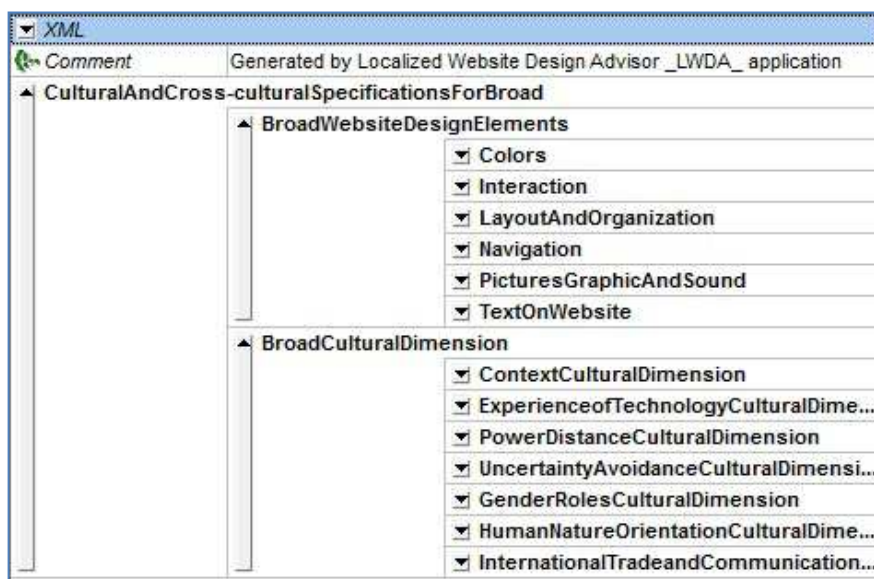 XML
Comment Generated by Localized Website Design Advisor _LWDA_ application
CulturalAndCross-culturalSpecificationsForBroad
BroadWebsiteDesignElements
Colors
Interaction
LayoutAndOrganization
Navigation
PicturesGraphicAndSound
TextOnWebsite
BroadCulturalDimension
ContextCulturalDimension
ExperienceofTechnologyCulturalDime...
PowerDistanceCulturalDimension
UncertaintyAvoidanceCulturalDimensi...
GenderRolesCulturalDimension
HumanNatureOrientationCulturalDime...
InternationalTradeandCommunication...